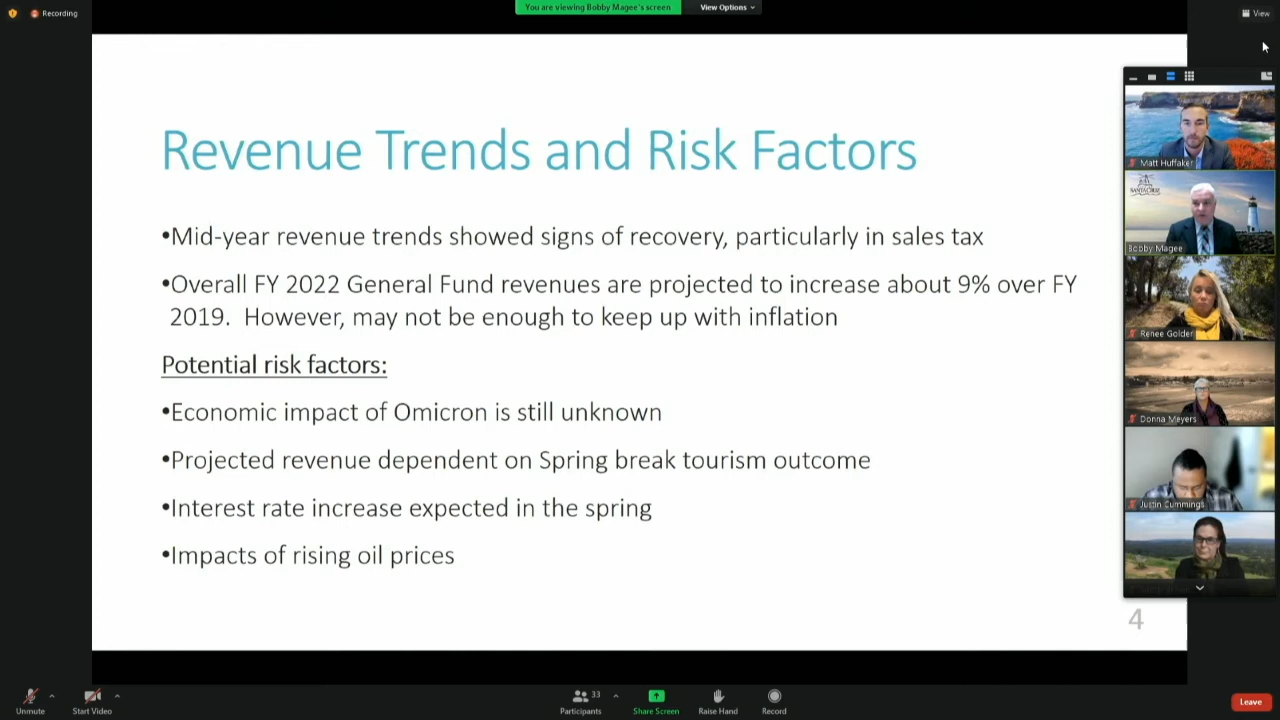 Recording
You are viewing Bobby Magee's screen
View Options
View
Revenue Trends and Risk Factors
•Mid-year revenue trends showed signs of recovery, particularly in sales tax
•Overall FY 2022 General Fund revenues are projected to increase about 9% over FY
2019.  However, may not be enough to keep up with inflation
Potential risk factors:
•Economic impact of Omicron is still unknown
•Projected revenue dependent on Spring break tourism outcome
•Interest rate increase expected in the spring
•Impacts of rising oil prices
4
Matt Huffaker
SANTA CRUZ
Bobby Magee
Renee Golder
Donna Meyers
Justin Cummings
Unmute
Start Video
33
Participants
Share Screen
Raise Hand
Record
Leave